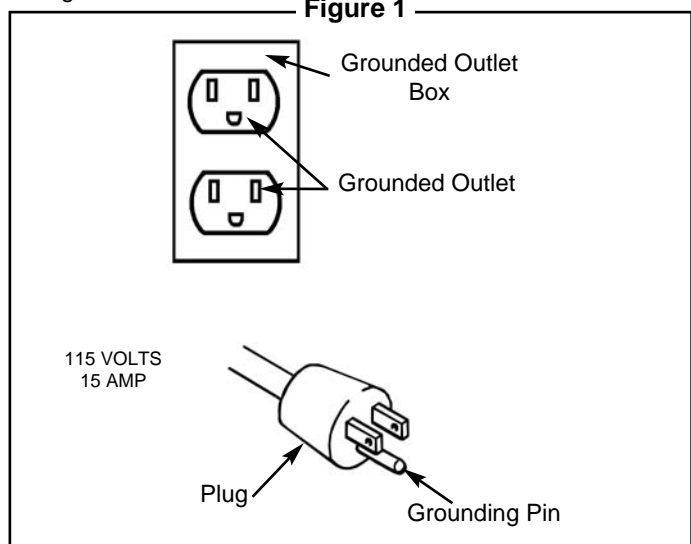 Figure 1
Grounded Outlet
Box
Grounded Outlet
115 VOLTS
15 AMP
Plug
Grounding Pin